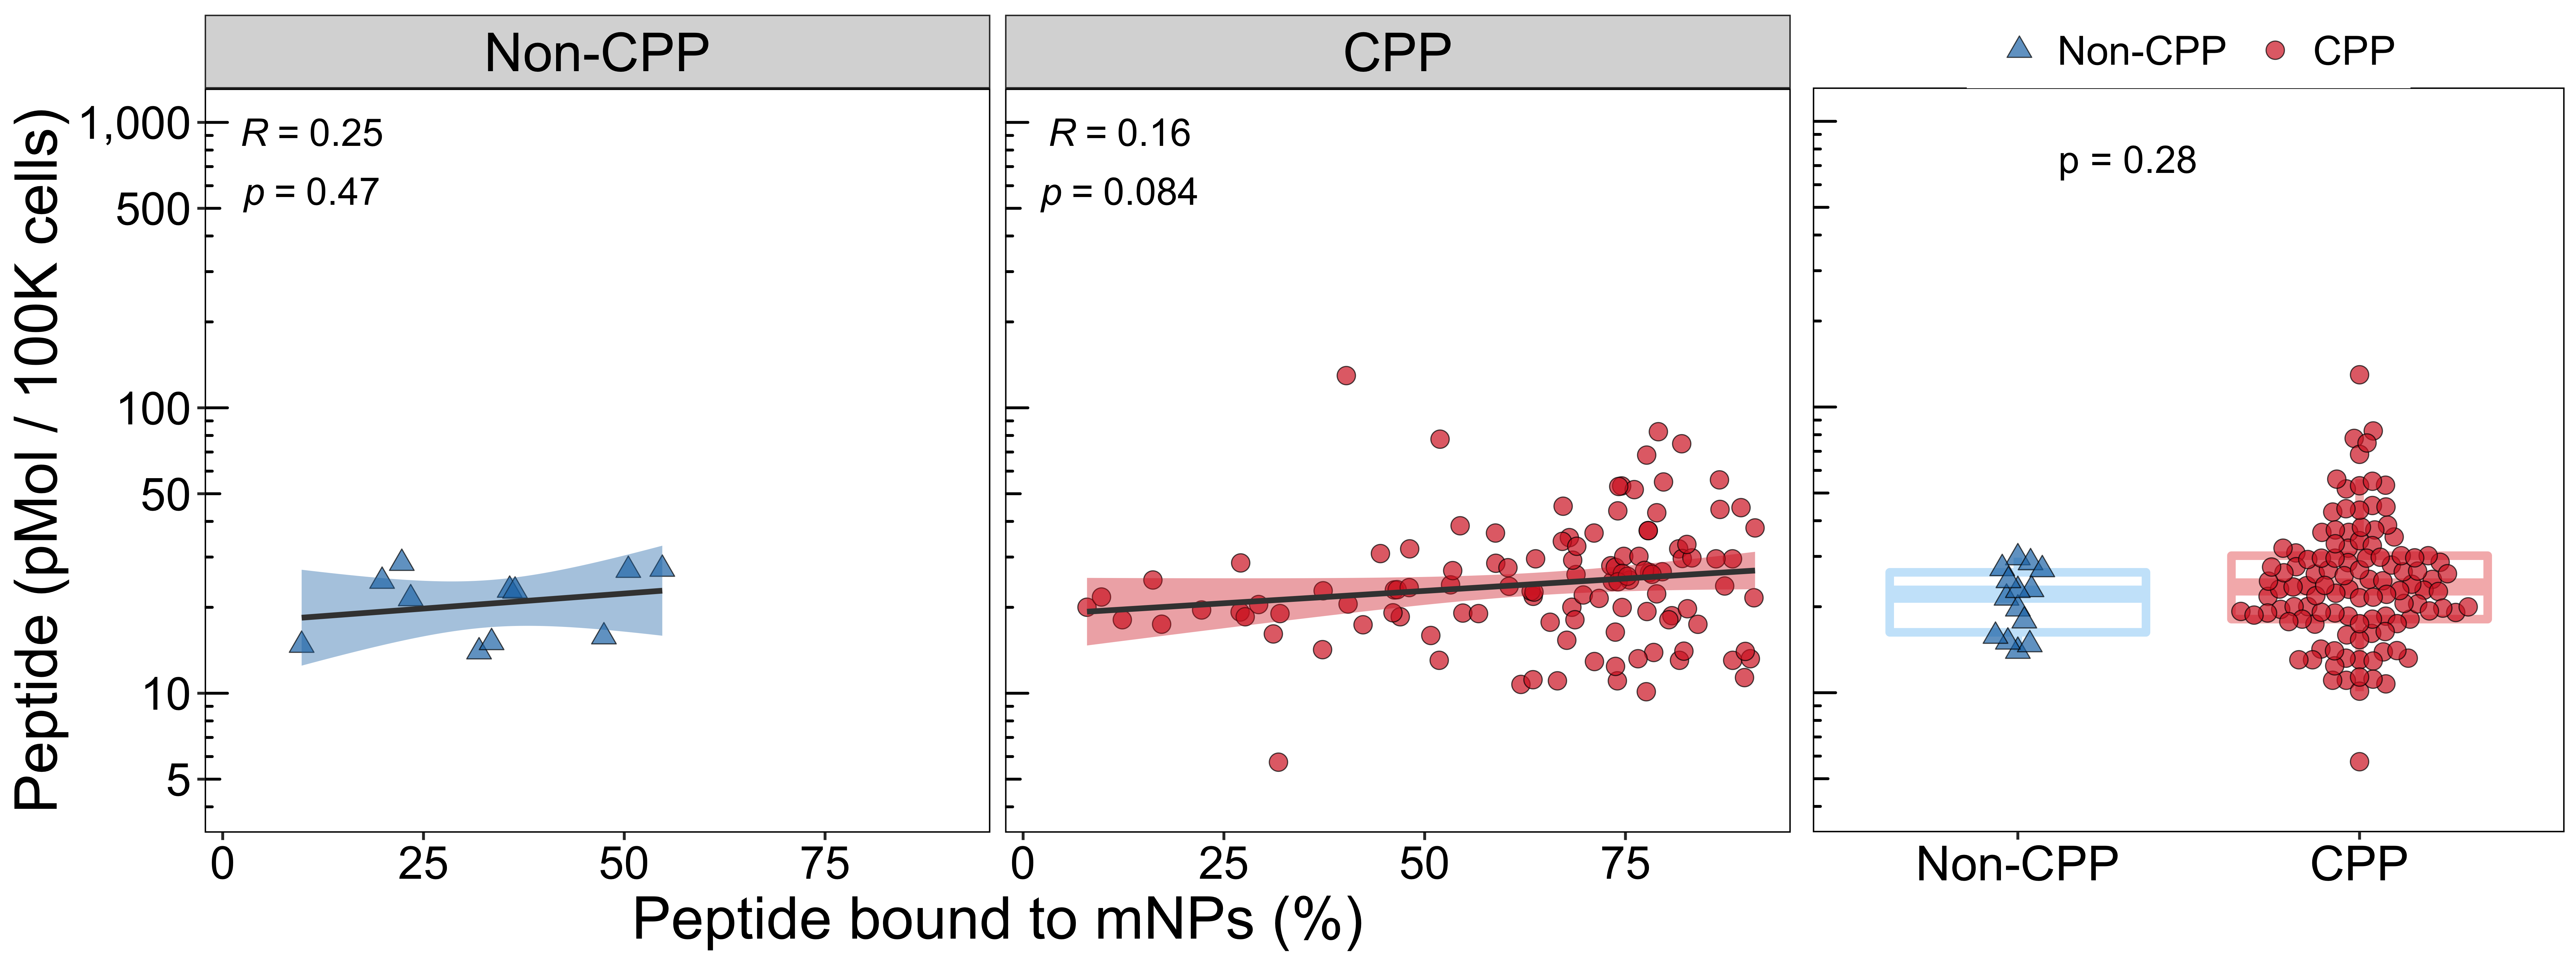 Non-CPP
CPP
Non-CPP CPP
Peptide (pMol / 100K cells)
1,000
500
100
50
10
5
R = 0.25
p = 0.47
R = 0.16
p = 0.084
p = 0.28
0 25 50 75
0 25 50 75
Non-CPP CPP
Peptide bound to mNPs (%)